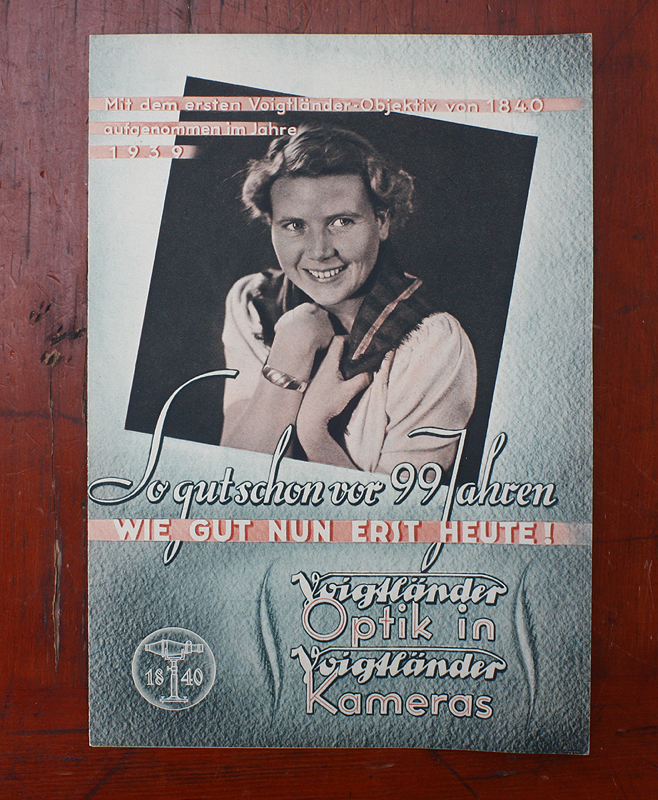 Mit dem ersten Voigtländer-Objektiv von 1840
aufgenommen im Jahre
1939
So gut schon vor 99 Jahren
WIE GUT NUN ERST HEUTE!
Voigtländer
Optik in
Voigtländer
Kameras
1840